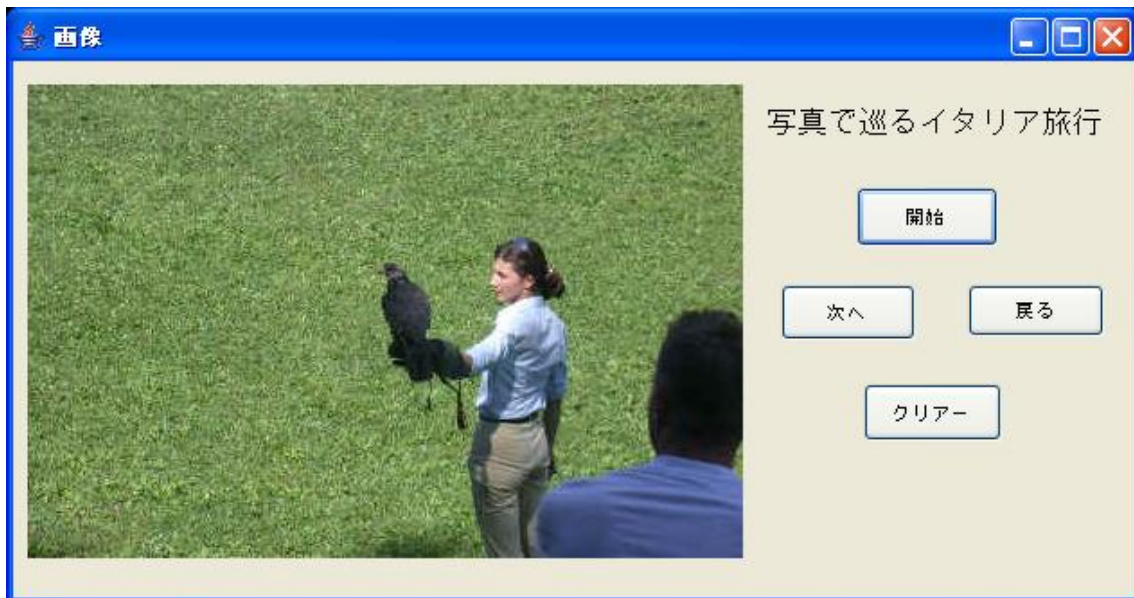 画像
写真で巡るイタリア旅行
開始
次へ
戻る
クリアー